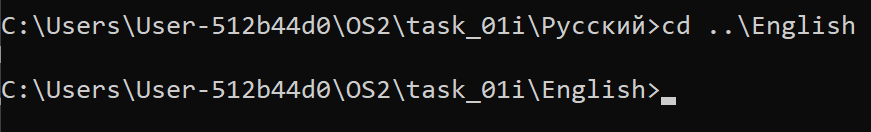 C:\Users\User-512b44d0\OS2\task_01i\Русский>cd ..\English
C:\Users\User-512b44d0\OS2\task_01i\English>